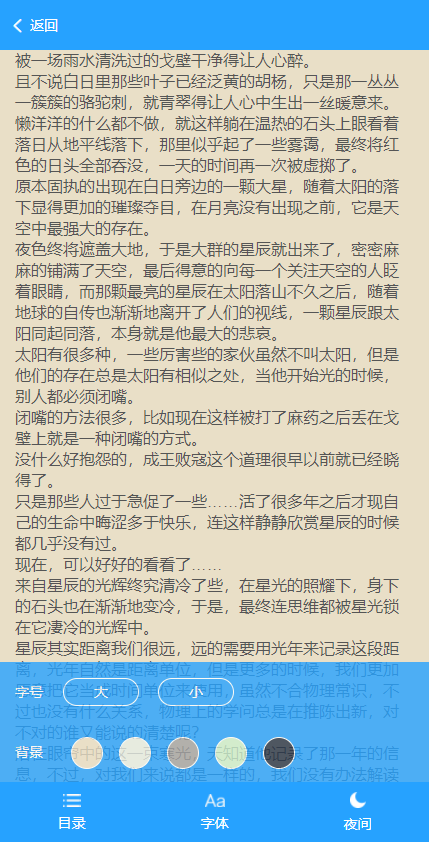 返回
被一场雨水清洗过的戈壁干净得让人心醉。
且不说白日里那些叶子已经泛黄的胡杨，只是那一丛丛
一簇簇的骆驼刺，就青翠得让人心中生出一丝暖意来。
懒洋洋的什么都不做，就这样躺在温热的石头上眼看着
落日从地平线落下，那里似乎起了一些雾霭，最终将红
色的日头全部吞没，一天的时间再一次被虚掷了。
原本固执的出现在白日旁边的一颗大星，随着太阳的落
下显得更加的璀璨夺目，在月亮没有出现之前，它是天
空中最强大的存在。
夜色终将遮盖大地，于是大群的星辰就出来了，密密麻
麻的铺满了天空，最后得意的向每一个关注天空的人眨
着眼睛，而那颗最亮的星辰在太阳落山不久之后，随着
地球的自传也渐渐地离开了人们的视线，一颗星辰跟太
阳同起同落，本身就是他最大的悲哀。
太阳有很多种，一些厉害些的家伙虽然不叫太阳，但是
他们的存在总是太阳有相似之处，当他开始光的时候，
别人都必须闭嘴。
闭嘴的方法很多，比如现在这样被打了麻药之后丢在戈
壁上就是一种闭嘴的方式。
没什么好抱怨的，成王败寇这个道理很早以前就已经晓
得了。
只是那些人过于急促了一些……活了很多年之后才现自
己的生命中晦涩多于快乐，连这样静静欣赏星辰的时候
都几乎没有过。
现在，可以好好的看看了……
来自星辰的光辉终究清冷了些，在星光的照耀下，身下
的石头也在渐渐地变冷，于是，最终连思维都被星光锁
在它凄冷的光辉中。
星辰其实距离我们很远，远的需要用光年来记录这段距
离，光年自然是距离单位，但是更多的时候，我们更加
把它当 时间单位来 用，虽然不合物理常识，不
过也没有什么关系，物理上的学问总是在推陈出新，对
不对的谁又能说的清楚呢？
眼帘中的这一束寒光，天知道他记录了那一年的信
息，不过，对我们来说都是一样的，我们没有办法解读
字号 大 小
背景
目录 Aa 字体 夜间